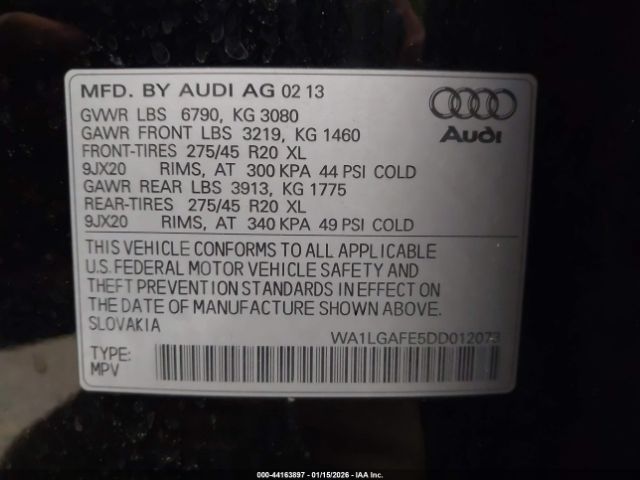 MFD. BY AUDI AG 02 13
GVWR LBS 6790, KG 3080
GAWR FRONT LBS 3219, KG 1460
FRONT-TIRES 275/45 R20 XL
9JX20 RIMS, AT 300 KPA 44 PSI COLD
GAWR REAR LBS 3913, KG 1775
REAR-TIRES 275/45 R20 XL
9JX20 RIMS, AT 340 KPA 49 PSI COLD
Audi
THIS VEHICLE CONFORMS TO ALL APPLICABLE
U.S. FEDERAL MOTOR VEHICLE SAFETY AND
THEFT PREVENTION STANDARDS IN EFFECT ON
THE DATE OF MANUFACTURE SHOWN ABOVE.
SLOVAKIA
WA1LGAFE5DD012073
TYPE:
MPV
000-44163897 - 01/15/2026 - IAA Inc.